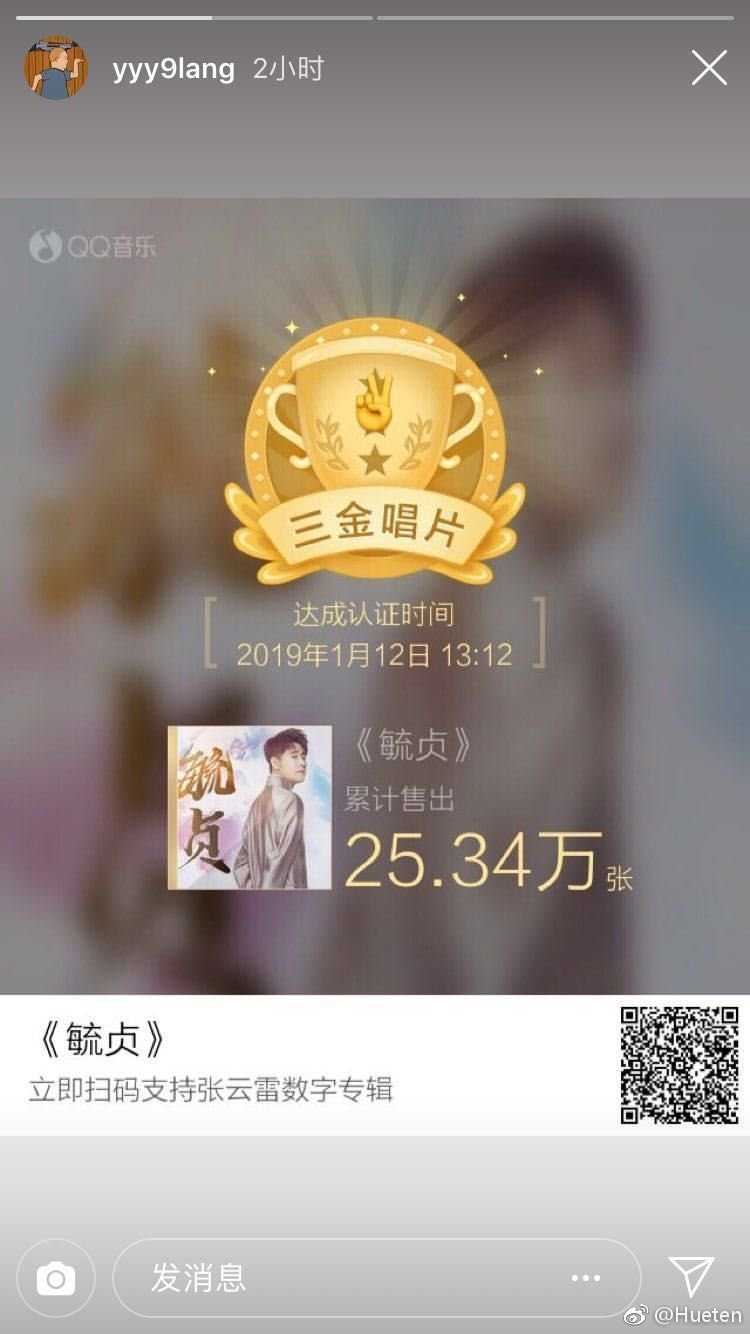 yyy9lang 2小时
QQ音乐
三金唱片
达成认证时间
2019年1月12日 13:12
毓贞
《毓贞》
累计售出
25.34万张
《毓贞》
立即扫码支持张云雷数字专辑
发消息
@Hueten